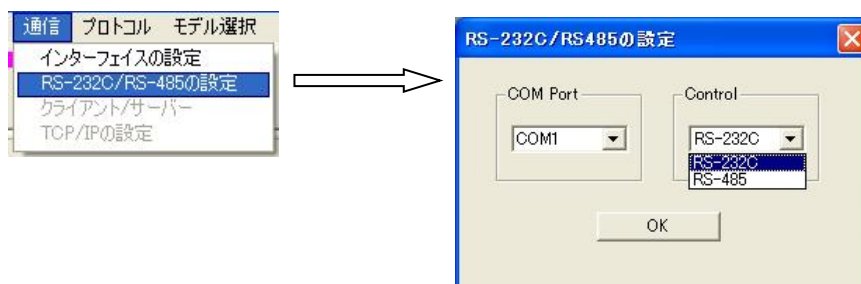 通信 プロトコル モデル選択
インターフェイスの設定
RS-232C/RS-485の設定
クライアント/サーバー
TCP/IPの設定
RS-232C/RS485の設定
COM Port
Control
COM1
RS-232C
RS-232C
RS-485
OK